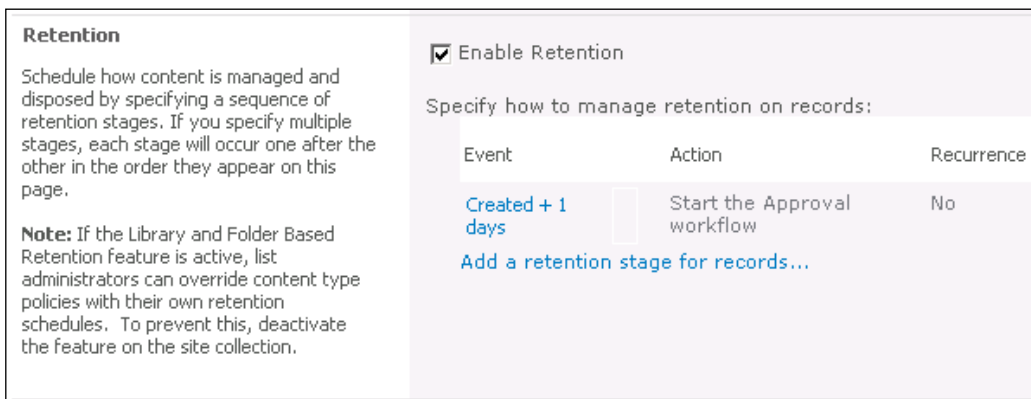 Retention
Schedule how content is managed and
disposed by specifying a sequence of
retention stages. If you specify multiple
stages, each stage will occur one after the
other in the order they appear on this
page.
Note: If the Library and Folder Based
Retention feature is active, list
administrators can override content type
policies with their own retention
schedules.  To prevent this, deactivate
the feature on the site collection.
Enable Retention
Specify how to manage retention on records:
Event Action Recurrence
Created + 1 Start the Approval No
days workflow
Add a retention stage for records...